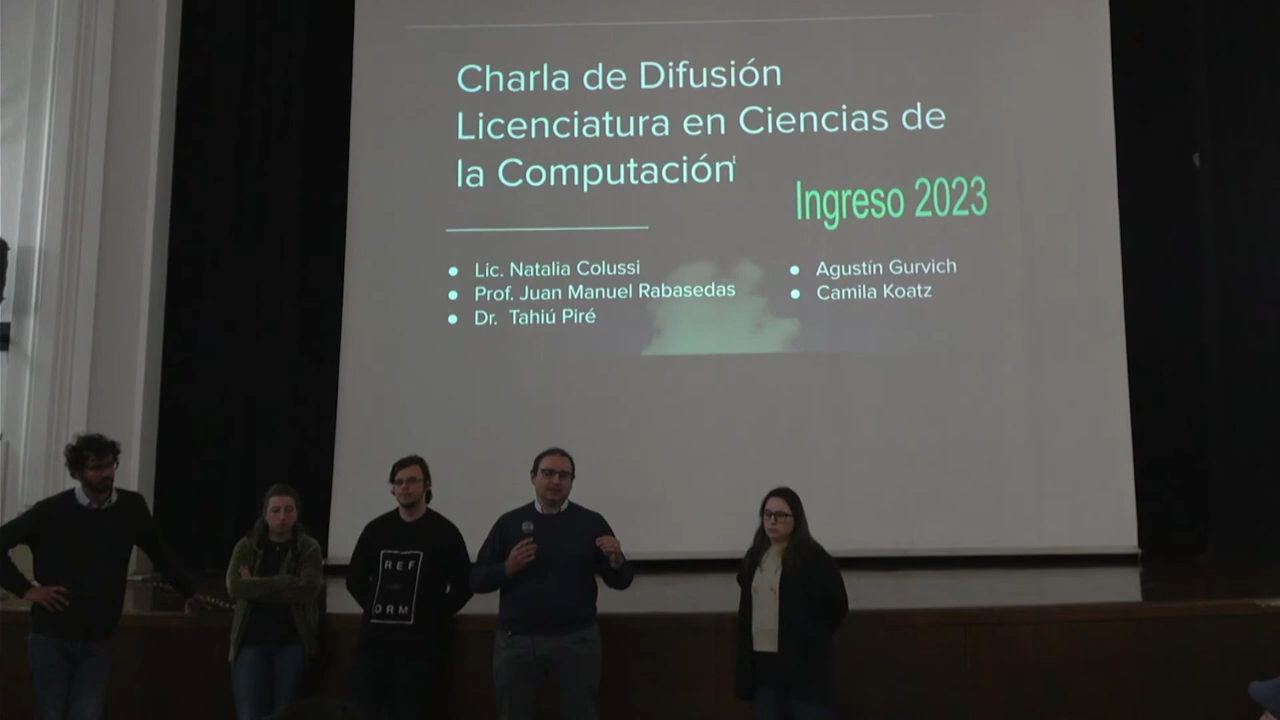 Charla de Difusión
Licenciatura en Ciencias de
la Computación
Ingreso 2023
Lic. Natalia Colussi
Prof. Juan Manuel Rabasedas
Dr. Tahiú Piré
Agustín Gurvich
Camila Koatz
REF
ORM